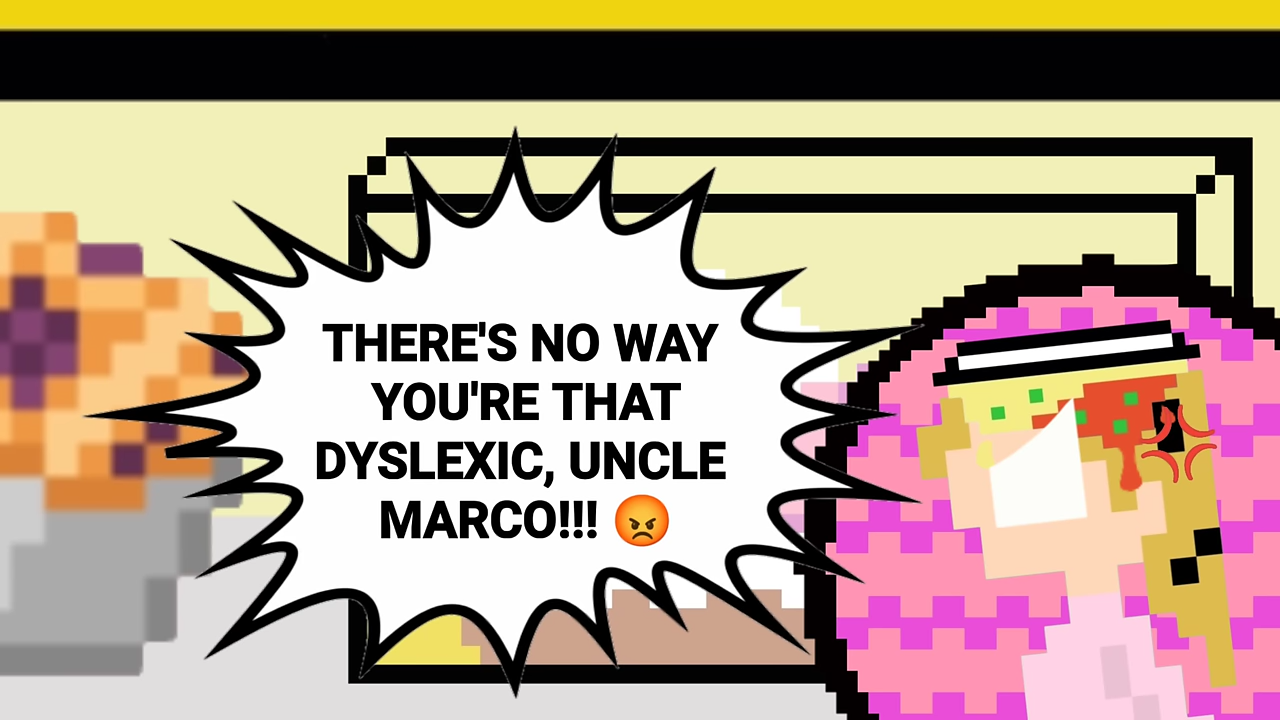 THERE'S NO WAY
YOU'RE THAT
DYSLEXIC, UNCLE
MARCO!!! 😡